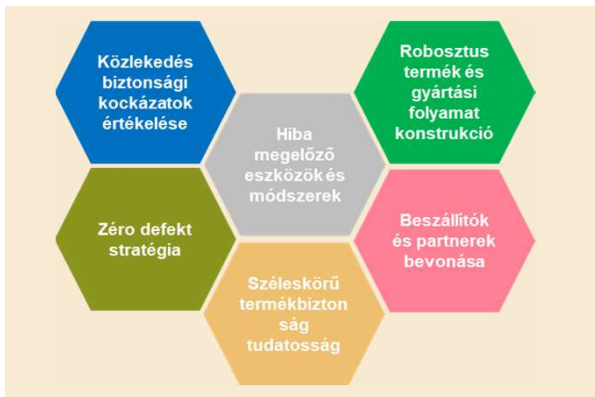 Közlekedés
biztonsági
kockázatok
értékelése
Robosztus
termék és
gyártási
folyamat
konstrukció
Hiba
megelőző
eszközök és
módszerek
Zéro defekt
stratégia
Beszállítók
és partnerek
bevonása
Széleskörű
termékbizton
ság
tudatosság